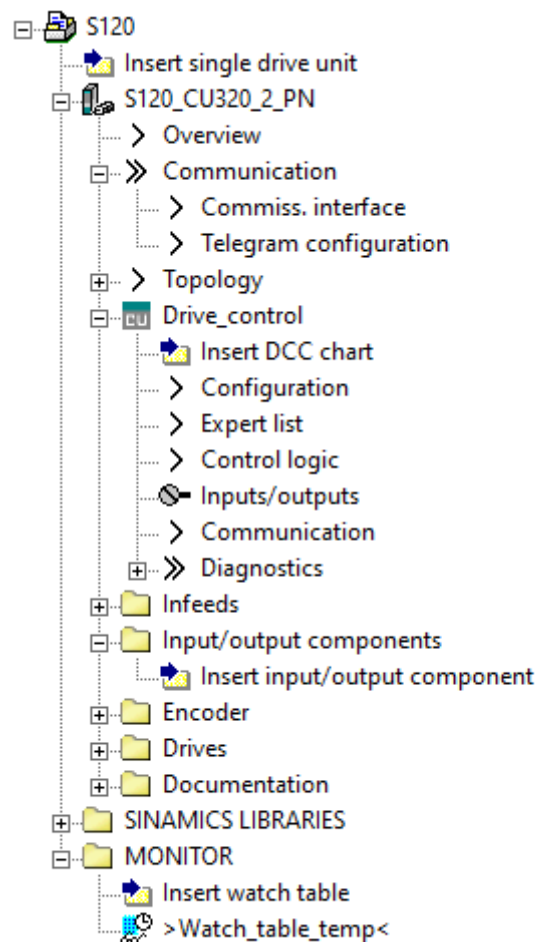 S120
Insert single drive unit
S120_CU320_2_PN
Overview
Communication
Commiss. interface
Telegram configuration
Topology
Drive_control
Insert DCC chart
Configuration
Expert list
Control logic
Inputs/outputs
Communication
Diagnostics
Infeeds
Input/output components
Insert input/output component
Encoder
Drives
Documentation
SINAMICS LIBRARIES
MONITOR
Insert watch table
>Watch_table_temp<